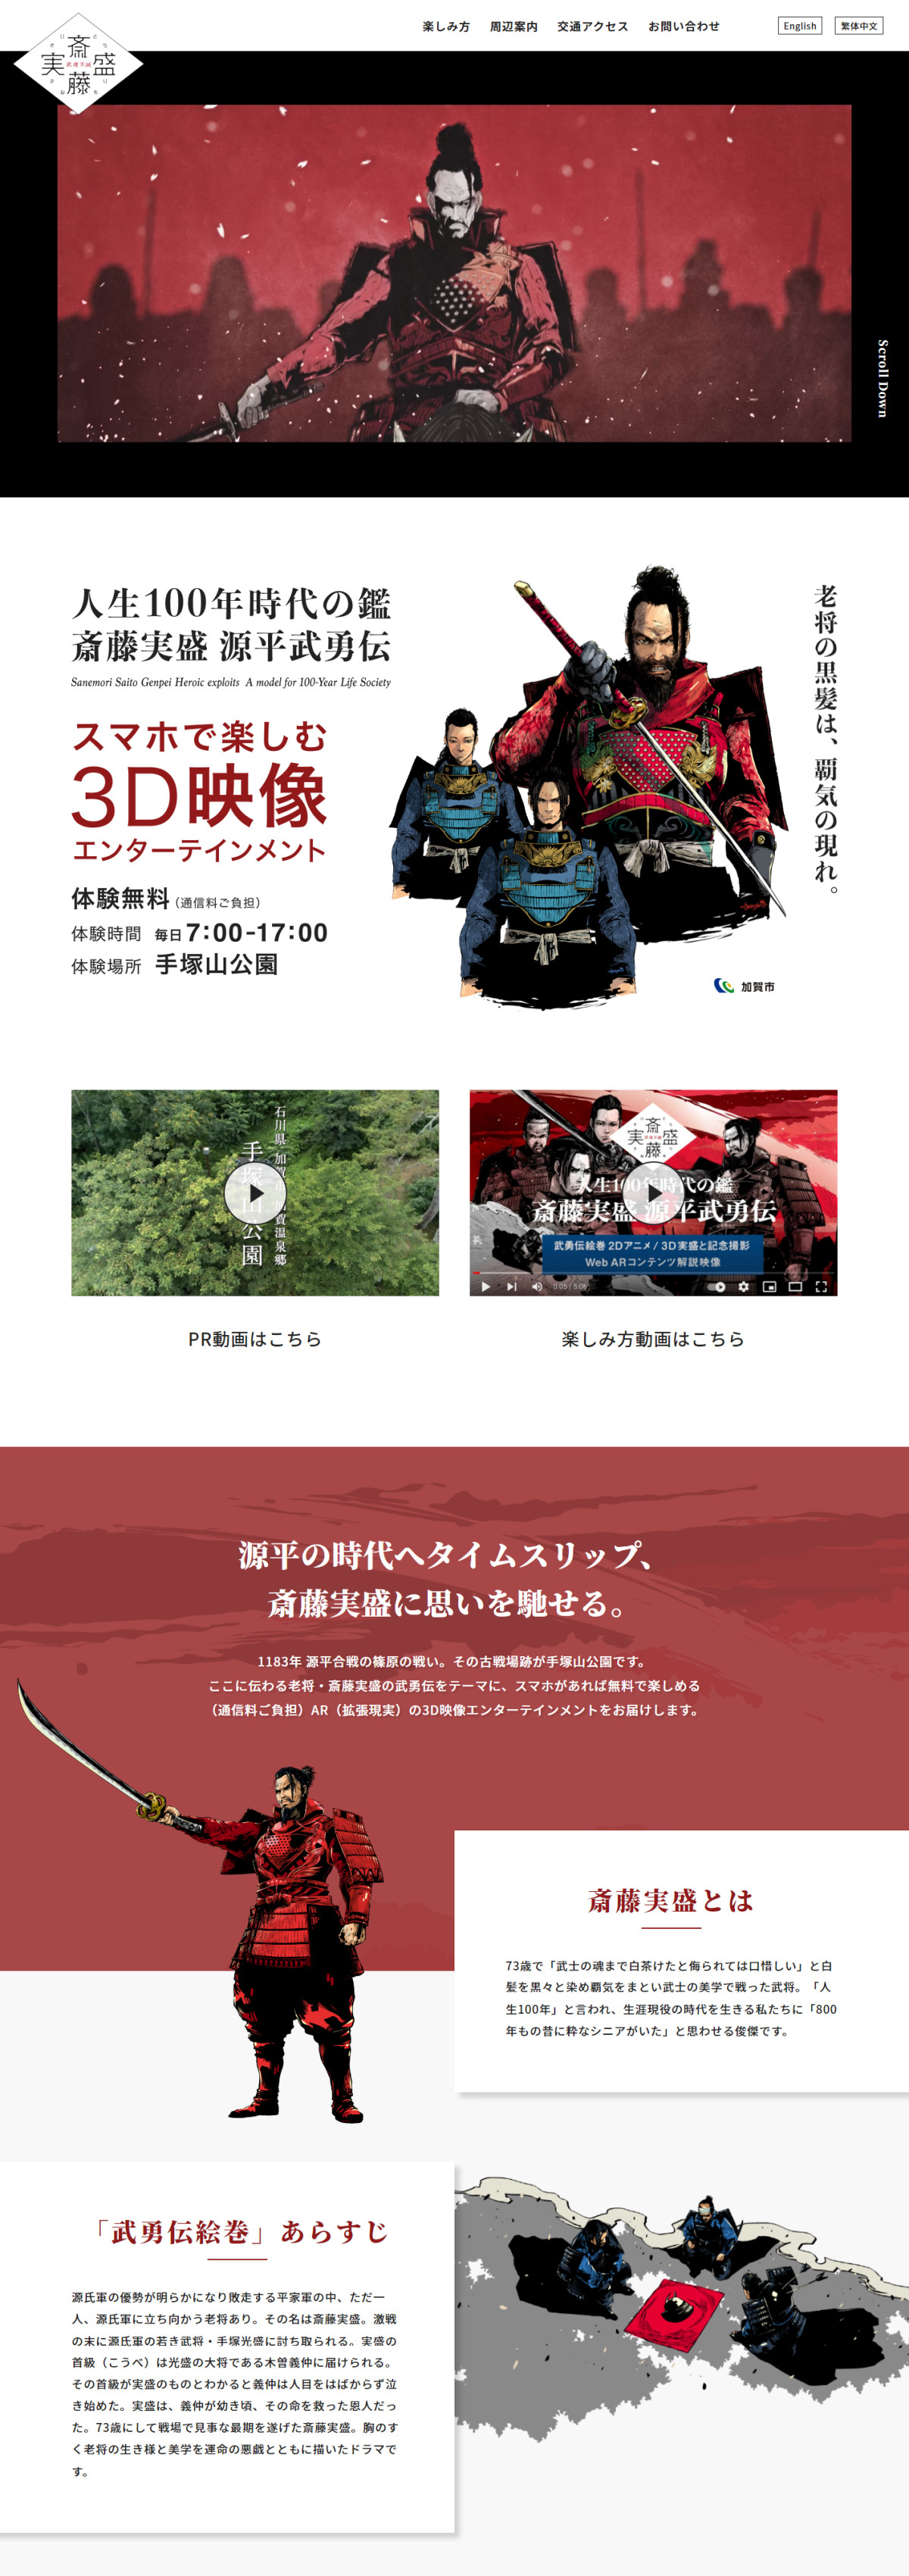 斎藤実盛
武魂不滅
楽しみ方 周辺案内 交通アクセス お問い合わせ English 繁体中文
Scroll Down
人生100年時代の鑑
斎藤実盛 源平武勇伝
Sanemori Saito Genpei Heroic exploits A model for 100-Year Life Society
スマホで楽しむ
3D映像
エンターテインメント
体験無料（通信料ご負担）
体験時間 毎日7:00-17:00
体験場所 手塚山公園
老将の黒髪は、覇気の現れ。
加賀市
石川県 加賀
賀温泉郷
手塚山公園
斎藤実盛
人生100年時代の鑑
斎藤実盛 源平武勇伝
武勇伝絵巻 2Dアニメ / 3D実盛と記念撮影
Web ARコンテンツ解説映像
PR動画はこちら
楽しみ方動画はこちら
源平の時代へタイムスリップ、
斎藤実盛に思いを馳せる。
1183年 源平合戦の篠原の戦い。その古戦場跡が手塚山公園です。
ここに伝わる老将・斎藤実盛の武勇伝をテーマに、スマホがあれば無料で楽しめる
（通信料ご負担）AR（拡張現実）の3D映像エンターテインメントをお届けします。
斎藤実盛とは
73歳で「武士の魂まで白茶けたと侮られては口惜しい」と白
髪を黒々と染め覇気をまとい武士の美学で戦った武将。「人
生100年」と言われ、生涯現役の時代を生きる私たちに「800
年もの昔に粋なシニアがいた」と思わせる俊傑です。
「武勇伝絵巻」あらすじ
源氏軍の優勢が明らかになり敗走する平家軍の中、ただ一
人、源氏軍に立ち向かう老将あり。その名は斎藤実盛。激戦
の末に源氏軍の若き武将・手塚光盛に討ち取られる。実盛の
首級（こうべ）は光盛の大将である木曽義仲に届けられる。
その首級が実盛のものとわかると義仲は人目をはばからず泣
き始めた。実盛は、義仲が幼き頃、その命を救った恩人だっ
た。73歳にして戦場で見事な最期を遂げた斎藤実盛。胸のす
く老将の生き様と美学を運命の悪戯とともに描いたドラマで
す。